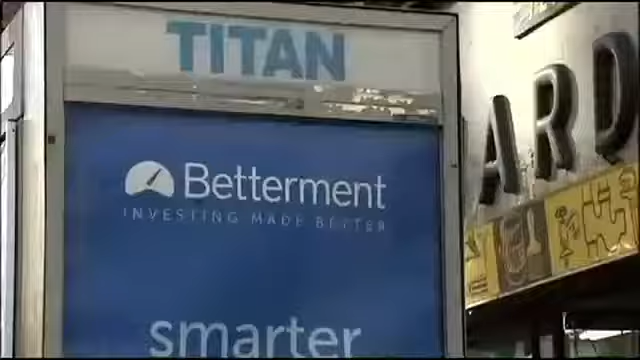 TITAN
Betterment
INVESTING MADE BETTER
smarter
ARD